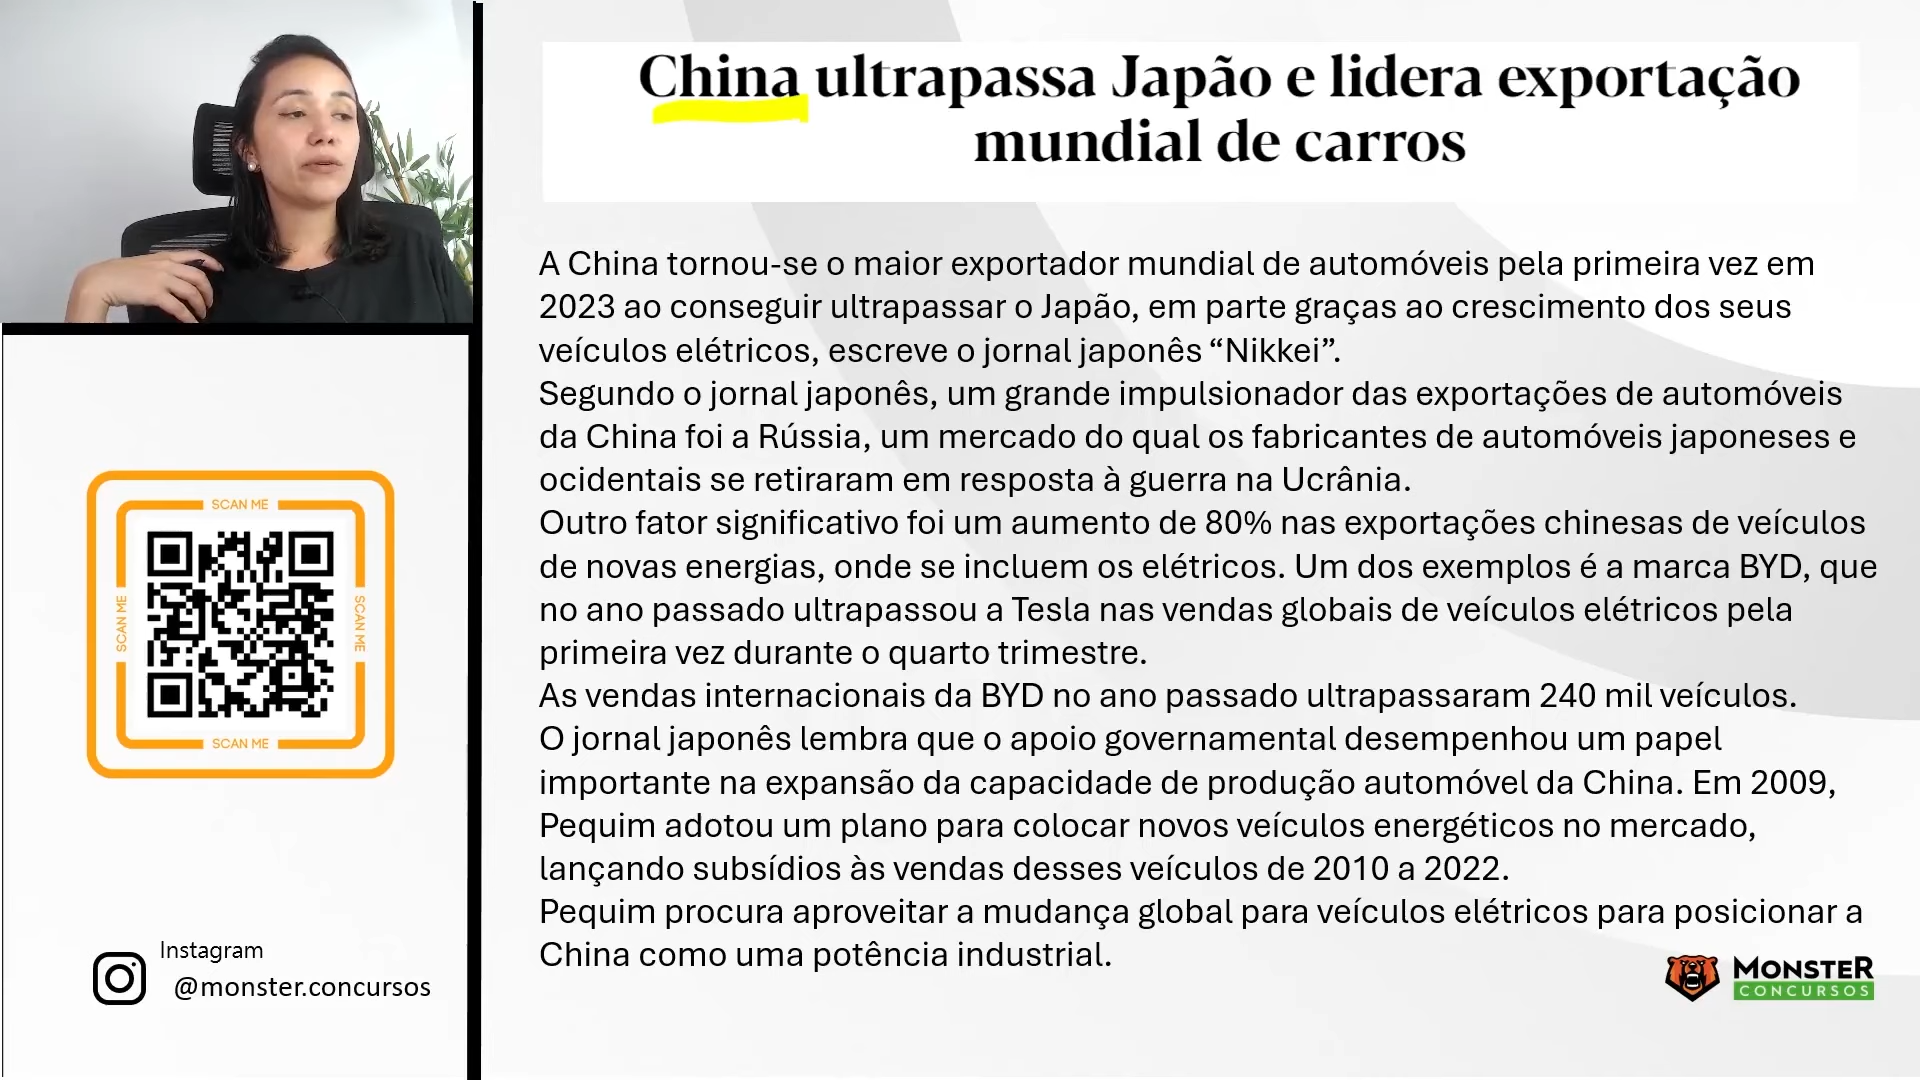 China ultrapassa Japão e lidera exportação
mundial de carros
A China tornou-se o maior exportador mundial de automóveis pela primeira vez em
2023 ao conseguir ultrapassar o Japão, em parte graças ao crescimento dos seus
veículos elétricos, escreve o jornal japonês “Nikkei”.
Segundo o jornal japonês, um grande impulsionador das exportações de automóveis
da China foi a Rússia, um mercado do qual os fabricantes de automóveis japoneses e
ocidentais se retiraram em resposta à guerra na Ucrânia.
Outro fator significativo foi um aumento de 80% nas exportações chinesas de veículos
de novas energias, onde se incluem os elétricos. Um dos exemplos é a marca BYD, que
no ano passado ultrapassou a Tesla nas vendas globais de veículos elétricos pela
primeira vez durante o quarto trimestre.
As vendas internacionais da BYD no ano passado ultrapassaram 240 mil veículos.
O jornal japonês lembra que o apoio governamental desempenhou um papel
importante na expansão da capacidade de produção automóvel da China. Em 2009,
Pequim adotou um plano para colocar novos veículos energéticos no mercado,
lançando subsídios às vendas desses veículos de 2010 a 2022.
Pequim procura aproveitar a mudança global para veículos elétricos para posicionar a
China como uma potência industrial.
SCAN ME
SCAN ME
SCAN ME
SCAN ME
Instagram
@monster.concursos
MONSTER
CONCURSOS